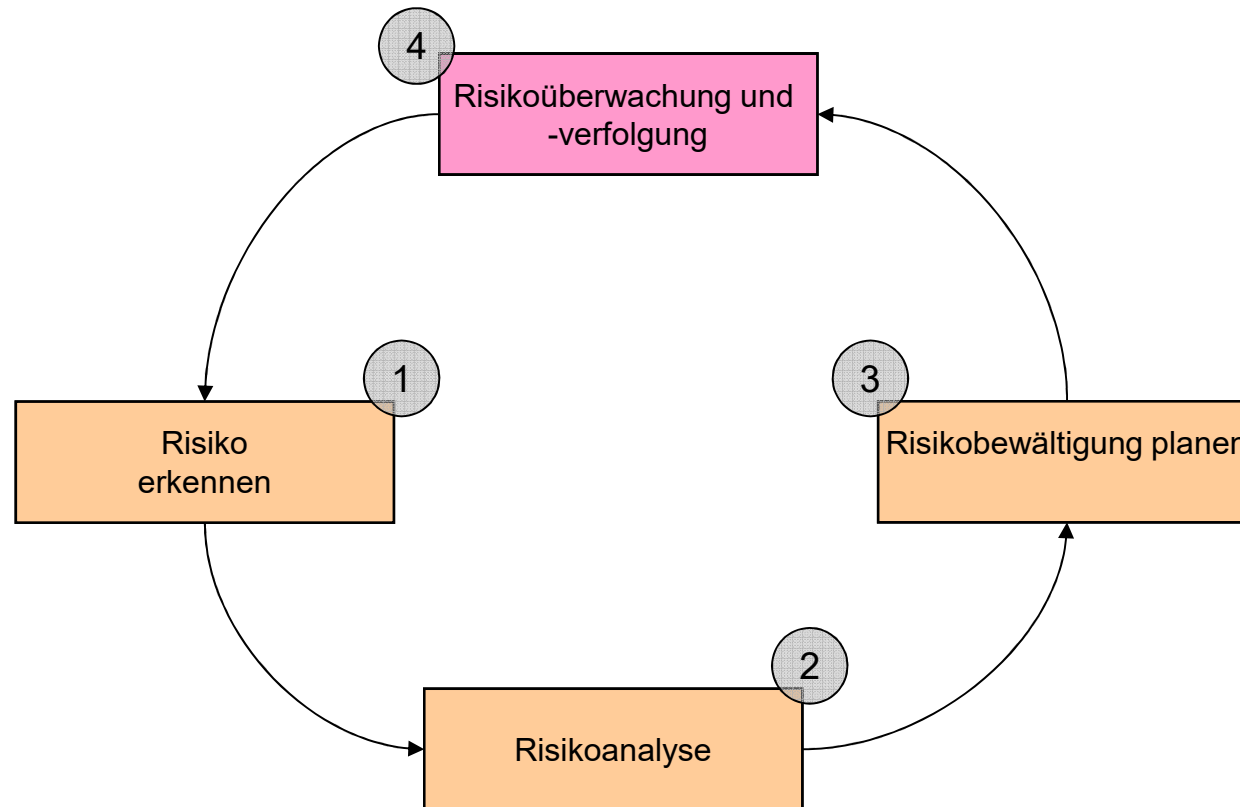 4
Risikoüberwachung und
-verfolgung
1
Risiko
erkennen
3
Risikobewältigung planen
2
Risikoanalyse